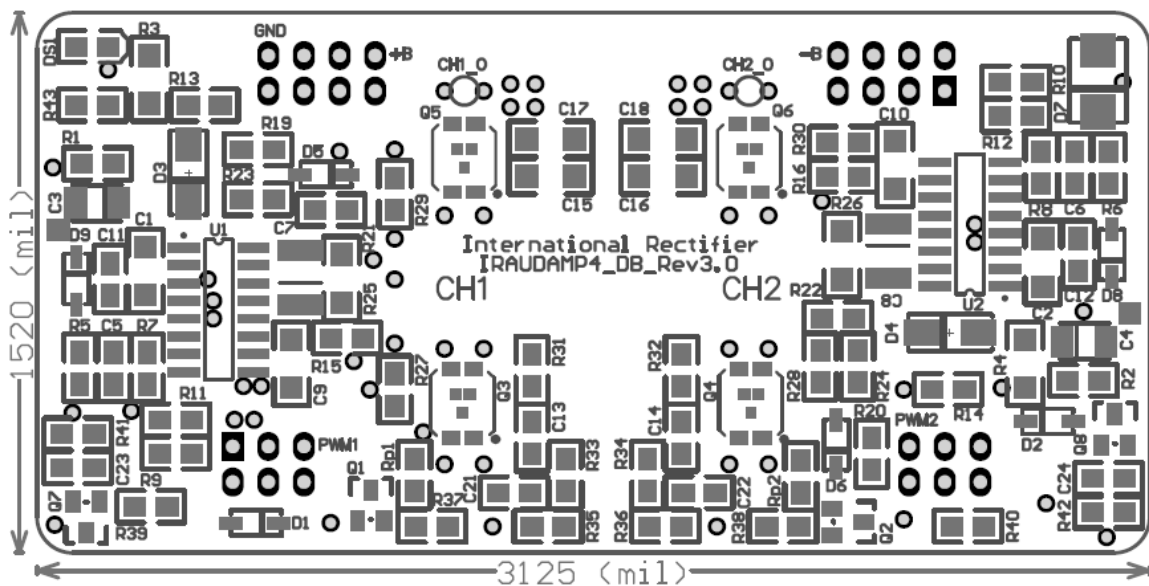 GND
+B
-B
DS1
R3
CH1_O
CH2_O
R43
R13
Q5
C17
C18
Q6
R30
C10
R10
D7
R12
R1
R19
D5
D3
R23
R29
C15
C16
R16
R26
R8
C6
R6
C3
C1
U1
C7
R21
D9
C11
International Rectifier
IRAUDAMP4_DB_Rev3.0
CH1
CH2
R25
R22
C8
U2
C2
C12
D8
R5
C5
R7
R15
C9
R27
Q3
R31
R32
Q4
R28
R24
D4
R4
C4
R2
R14
D2
Q8
R11
R41
C23
PWM1
Rp1
C13
C14
R20
PWM2
R33
R34
Q7
R9
R39
D1
Q1
R37
C21
R35
R36
C22
R38
Rp2
D6
Q2
R40
C24
R42
1520 (mil)
3125 (mil)